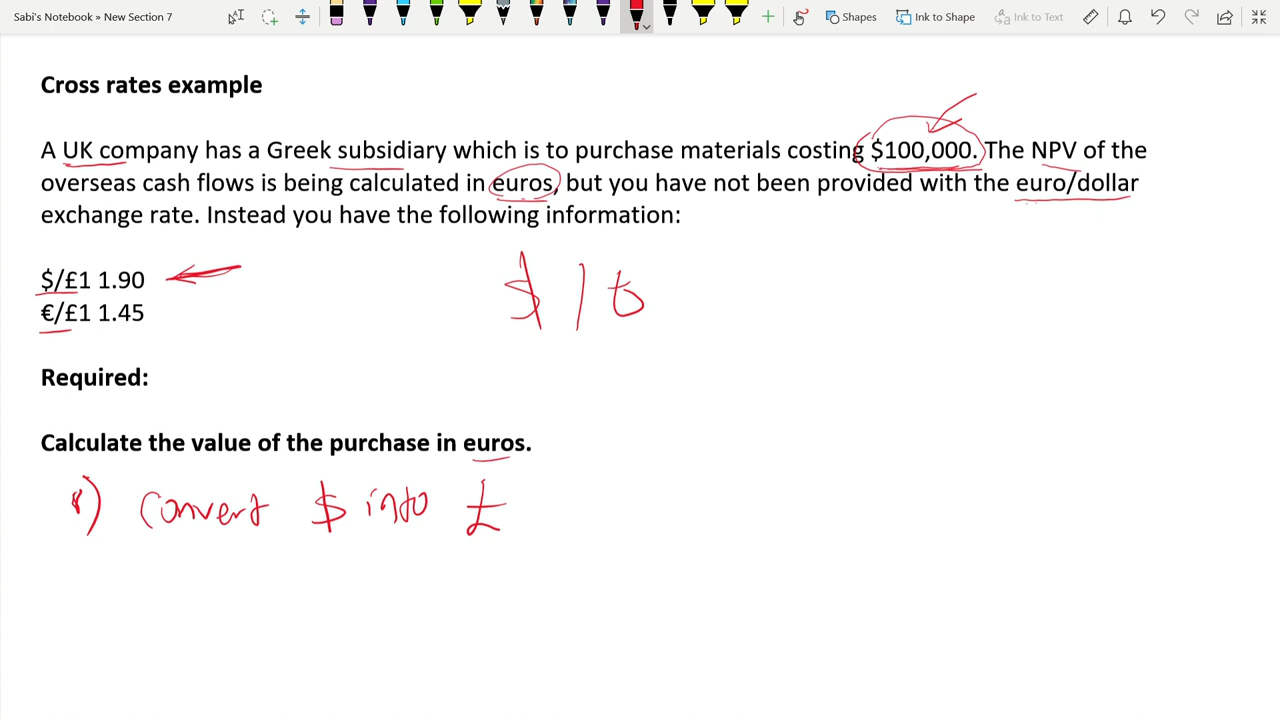 Sabi's Notebook » New Section 7
Shapes
Ink to Shape
Ink to Text
Cross rates example
A UK company has a Greek subsidiary which is to purchase materials costing $100,000. The NPV of the
overseas cash flows is being calculated in euros, but you have not been provided with the euro/dollar
exchange rate. Instead you have the following information:
$/£1 1.90
€/£1 1.45
$ /
Required:
Calculate the value of the purchase in euros.
convert $ into £